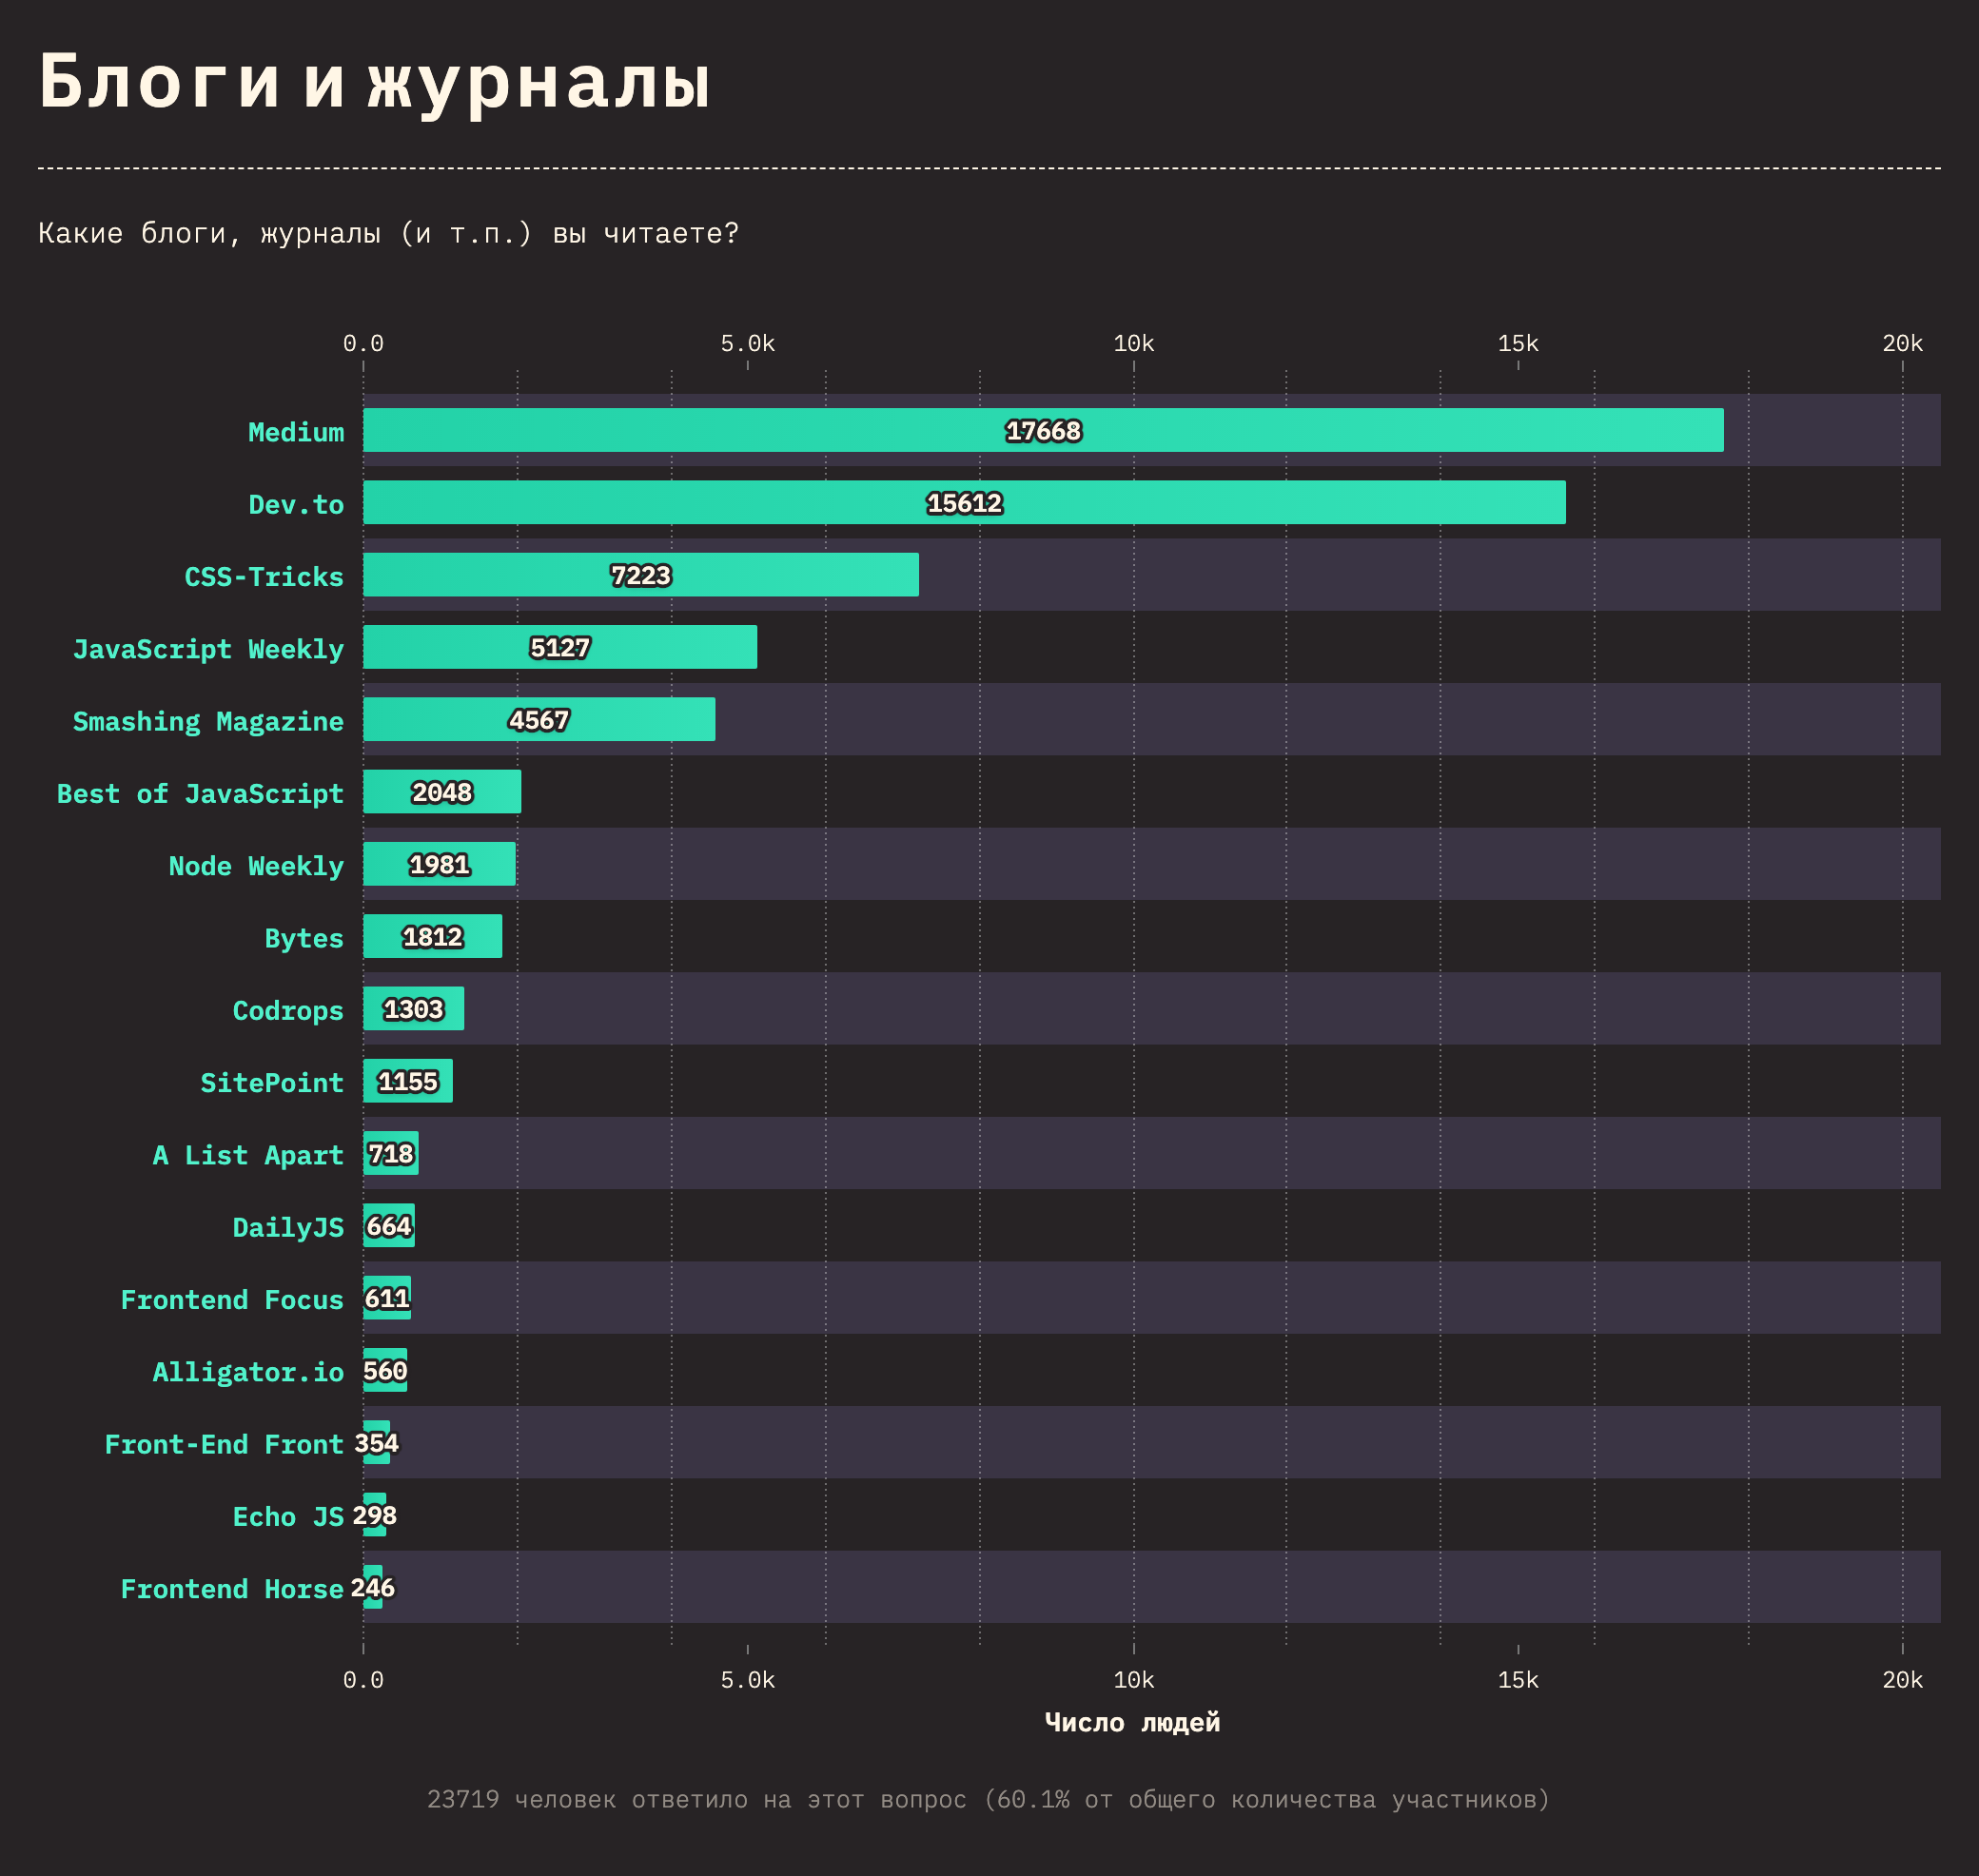 Блоги и журналы
Какие блоги, журналы (и т.п.) вы читаете?
0.0 5.0k 10k 15k 20k
Medium 17668
Dev.to 15612
CSS-Tricks 7223
JavaScript Weekly 5127
Smashing Magazine 4567
Best of JavaScript 2048
Node Weekly 1981
Bytes 1812
Codrops 1303
SitePoint 1155
A List Apart 718
DailyJS 664
Frontend Focus 611
Alligator.io 560
Front-End Front 354
Echo JS 298
Frontend Horse 246
0.0 5.0k 10k 15k 20k
Число людей
23719 человек ответило на этот вопрос (60.1% от общего количества участников)